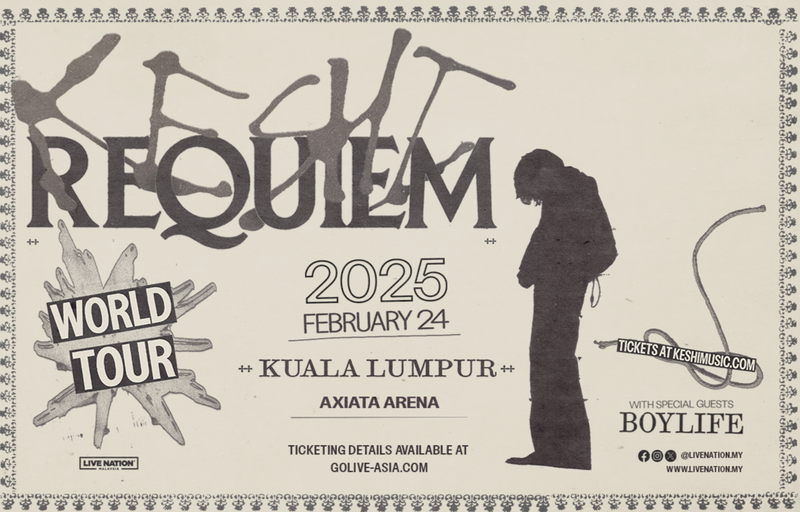 KESHI
REQUIEM
WORLD
TOUR
2025
FEBRUARY 24
KUALA LUMPUR
AXIATA ARENA
TICKETING DETAILS AVAILABLE AT
GOLIVE-ASIA.COM
LIVE NATION
MALAYSIA
TICKETS AT KESHIMUSIC.COM
WITH SPECIAL GUESTS
BOYLIFE
@LIVENATION.MY
WWW.LIVENATION.MY